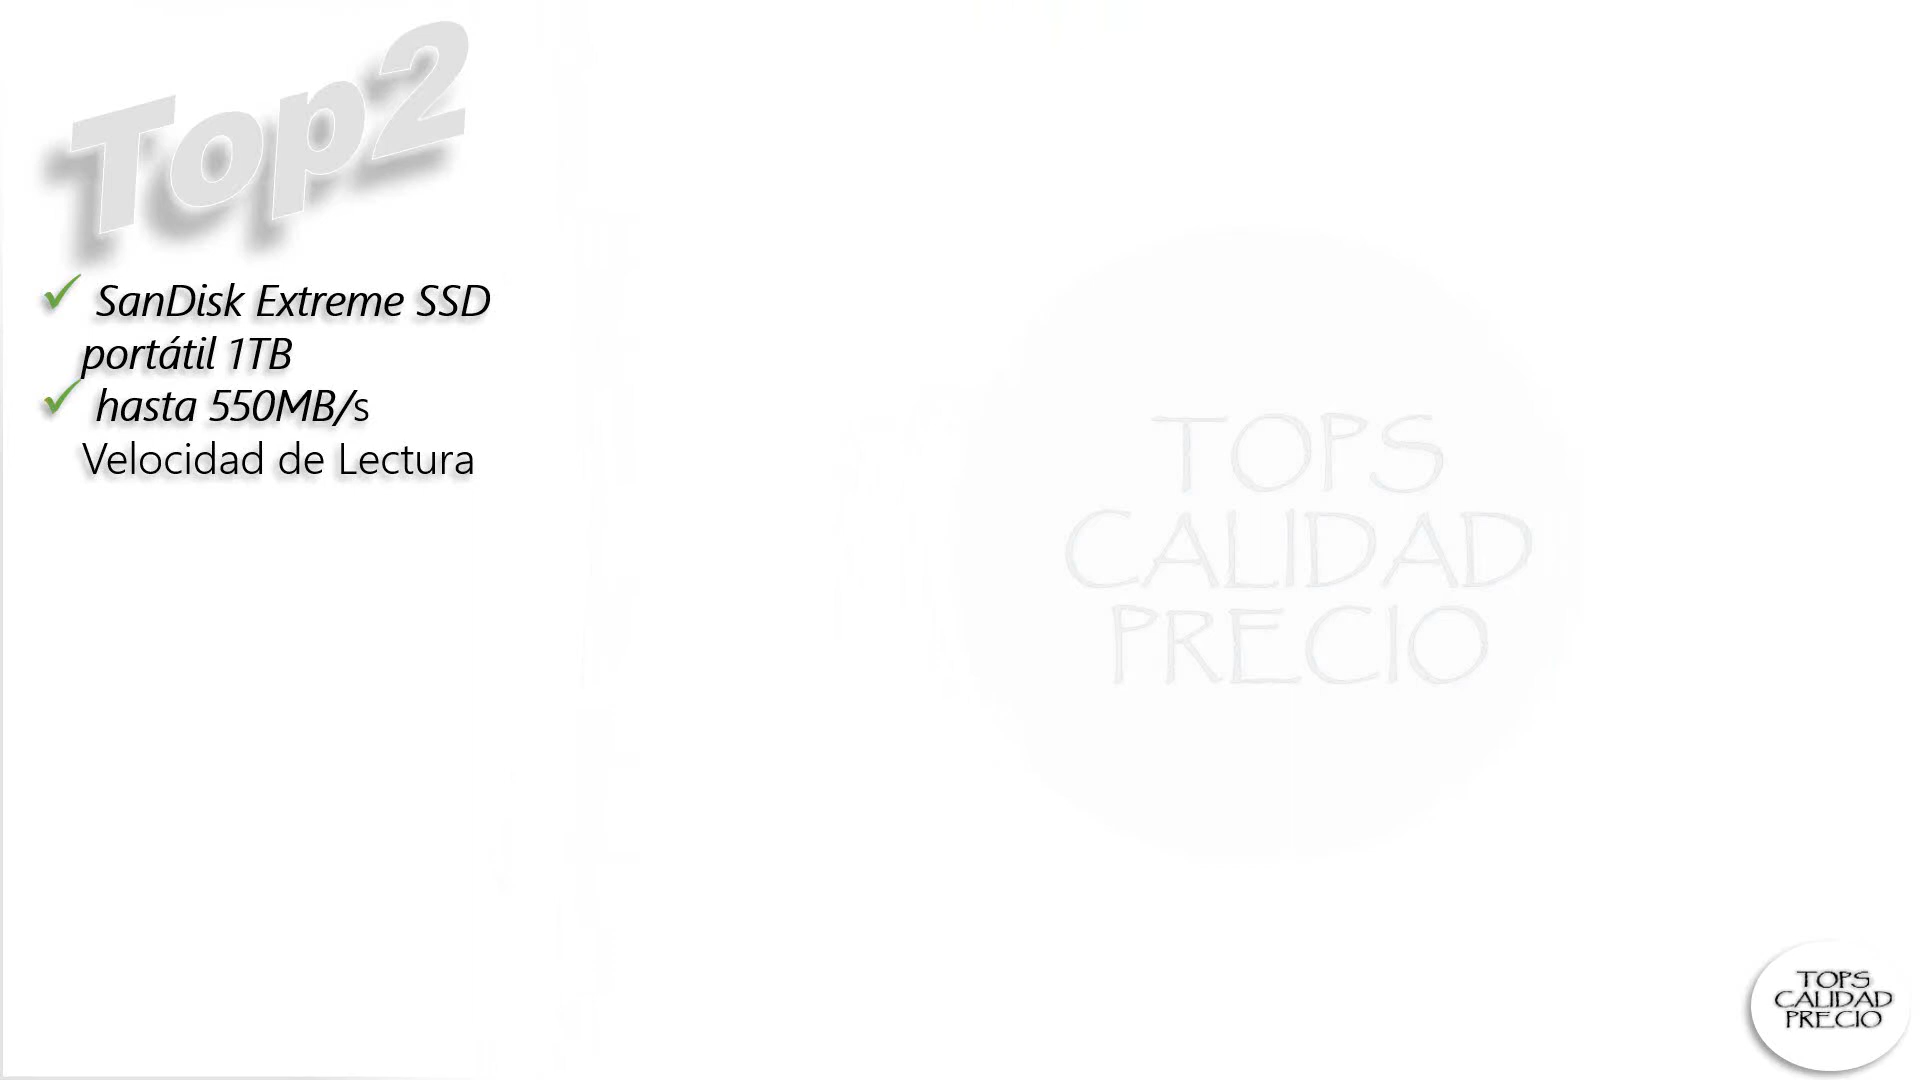 Top2
SanDisk Extreme SSD
portátil 1TB
hasta 550MB/s
Velocidad de Lectura
TOPS
CALIDAD
PRECIO
TOPS
CALIDAD
PRECIO